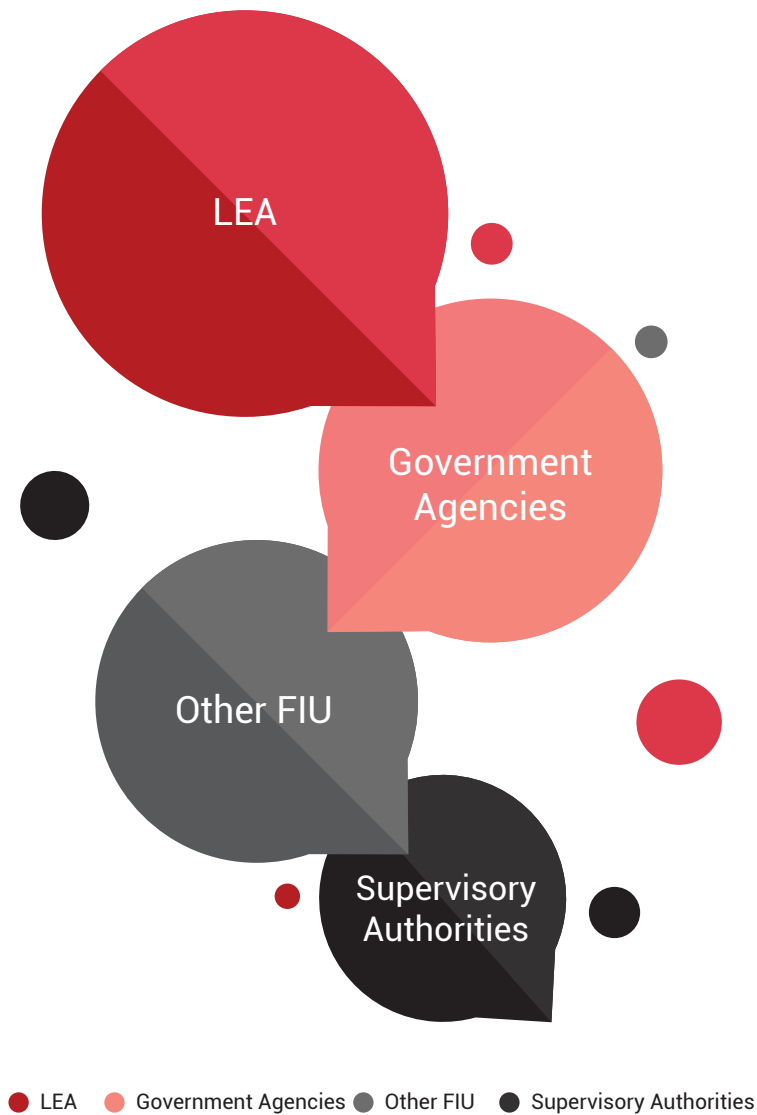 LEA
Government
Agencies
Other FIU
Supervisory
Authorities
LEA Government Agencies Other FIU Supervisory Authorities